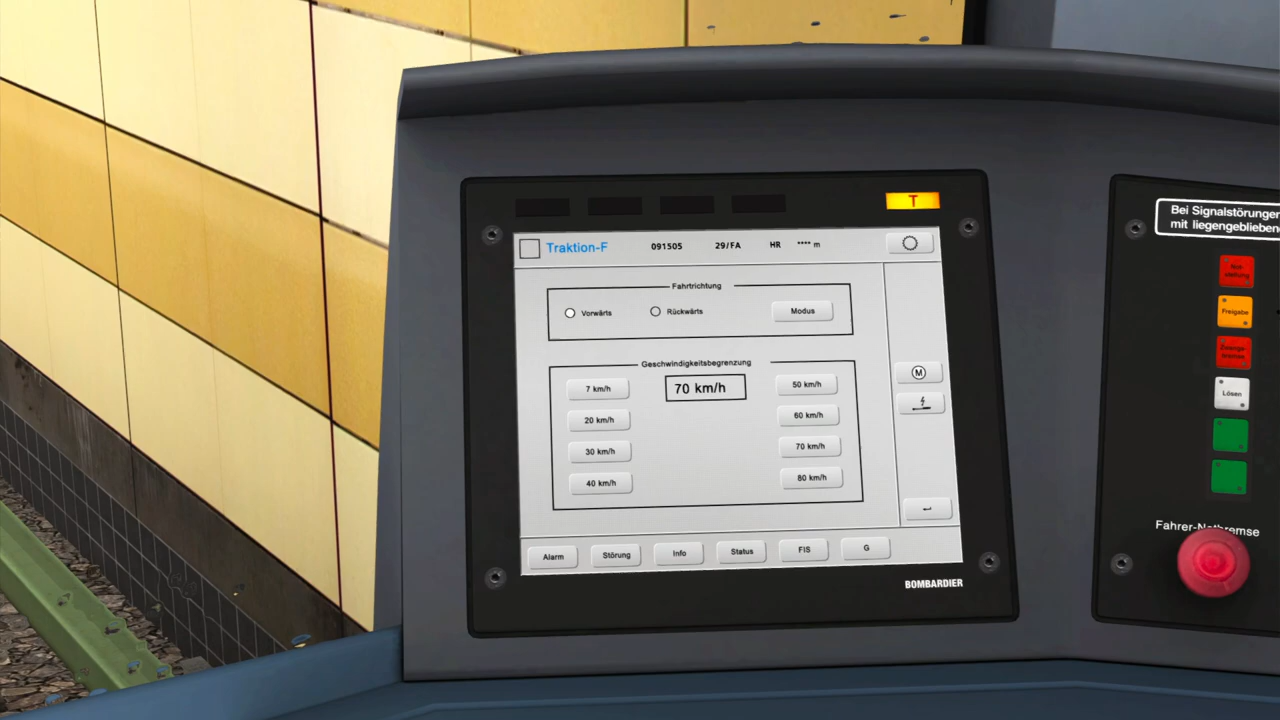 T
Traktion-F 091505 29/FA HR **** m
Fahrtrichtung
Vorwärts Rückwärts Modus
Geschwindigkeitsbegrenzung
7 km/h 70 km/h 50 km/h
20 km/h 60 km/h
30 km/h 70 km/h
40 km/h 80 km/h
M
Alarm Störung Info Status FIS G
BOMBARDIER
Bei Signalstörungen
mit liegengebliebene
Freigabe
Zwangs-
bremse
Lösen
Fahrer-Notbremse